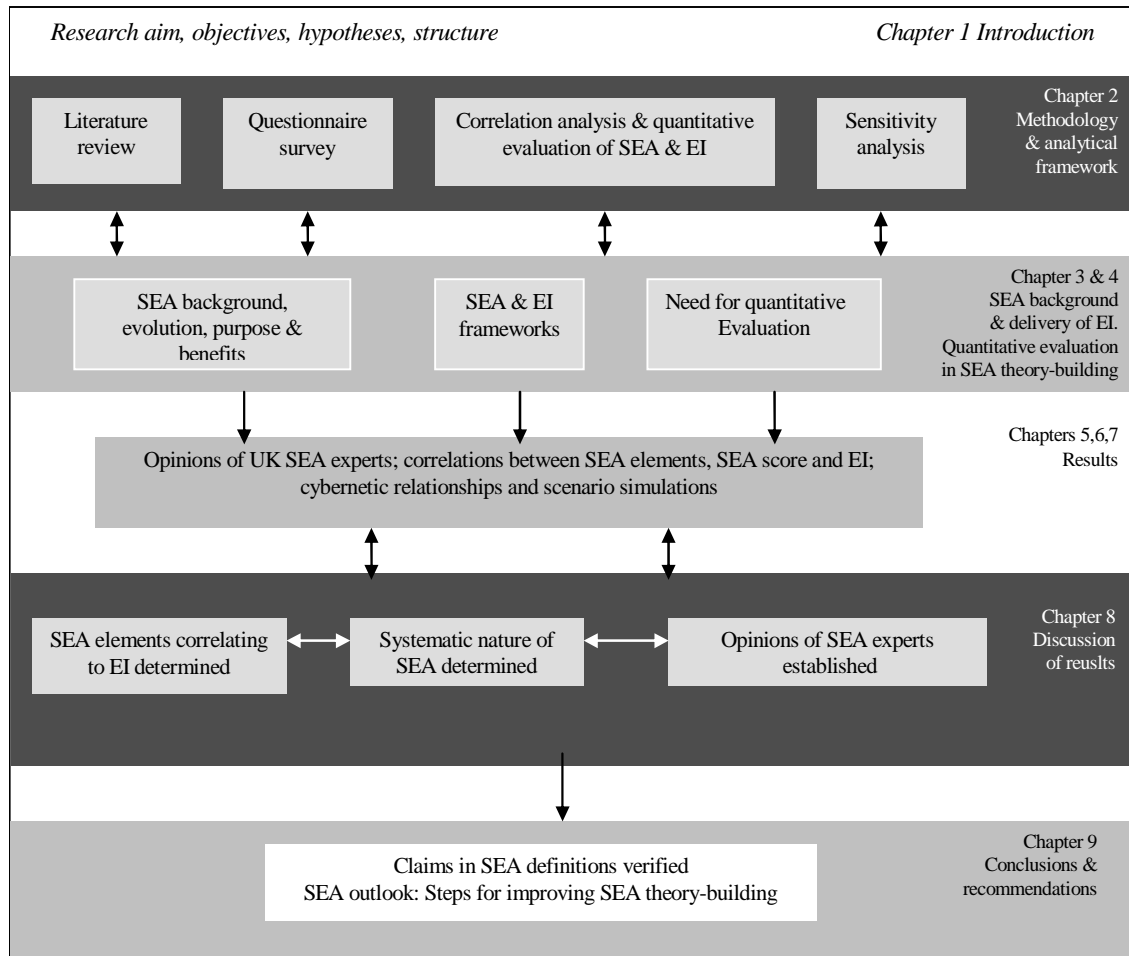 Research aim, objectives, hypotheses, structure
Chapter 1 Introduction
Literature
review
Questionnaire
survey
Correlation analysis & quantitative
evaluation of SEA & EI
Sensitivity
analysis
Chapter 2
Methodology
& analytical
framework
SEA background,
evolution, purpose &
benefits
SEA & EI
frameworks
Need for quantitative
Evaluation
Chapter 3 & 4
SEA background
& delivery of EI.
Quantitative evaluation
in SEA theory-building
Opinions of UK SEA experts; correlations between SEA elements, SEA score and EI;
cybernetic relationships and scenario simulations
Chapters 5,6,7
Results
SEA elements correlating
to EI determined
Systematic nature of
SEA determined
Opinions of SEA experts
established
Chapter 8
Discussion
of reuslts
Claims in SEA definitions verified
SEA outlook: Steps for improving SEA theory-building
Chapter 9
Conclusions &
recommendations